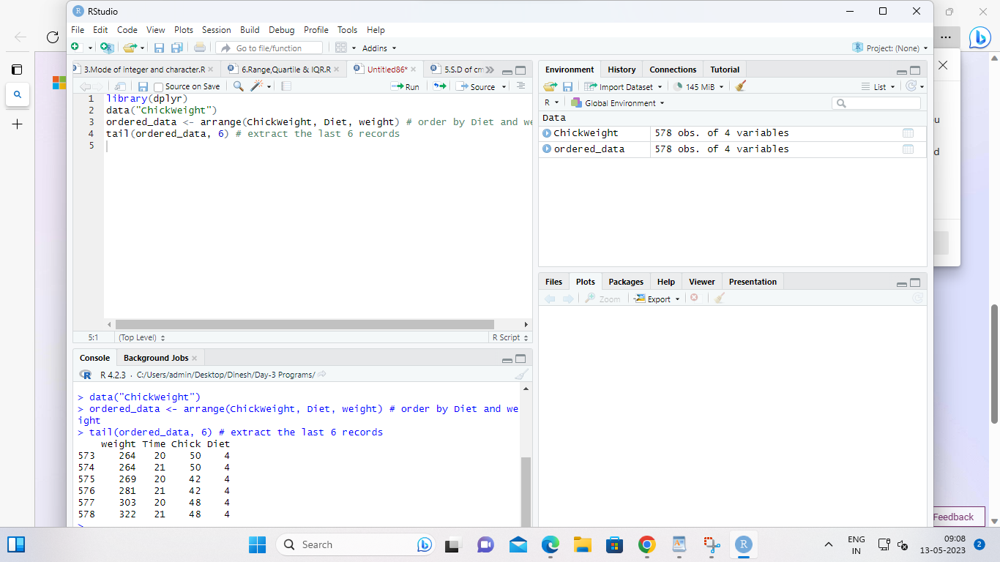 RStudio
File Edit Code View Plots Session Build Debug Profile Tools Help
Go to file/function Addins Project: (None)
3.Mode of integer and character.R 6.Range,Quartile & IQR.R Untitled86* 5.S.D of cm
Source on Save Run Source
1 library(dplyr)
2 data("ChickWeight")
3 ordered_data <- arrange(ChickWeight, Diet, weight) # order by Diet and we
4 tail(ordered_data, 6) # extract the last 6 records
5
5:1 (Top Level) R Script
Console Background Jobs
R 4.2.3 · C:/Users/admin/Desktop/Dinesh/Day-3 Programs/
> data("ChickWeight")
> ordered_data <- arrange(ChickWeight, Diet, weight) # order by Diet and we
ight
> tail(ordered_data, 6) # extract the last 6 records
weight Time Chick Diet
573 264 20 50 4
574 264 21 50 4
575 269 20 42 4
576 281 21 42 4
577 303 20 48 4
578 322 21 48 4
>
Environment History Connections Tutorial
Import Dataset 145 MiB List
R Global Environment
Data
ChickWeight 578 obs. of 4 variables
ordered_data 578 obs. of 4 variables
Files Plots Packages Help Viewer Presentation
Zoom Export
u
d
Feedback
Search
ENG
IN
09:08
13-05-2023
2